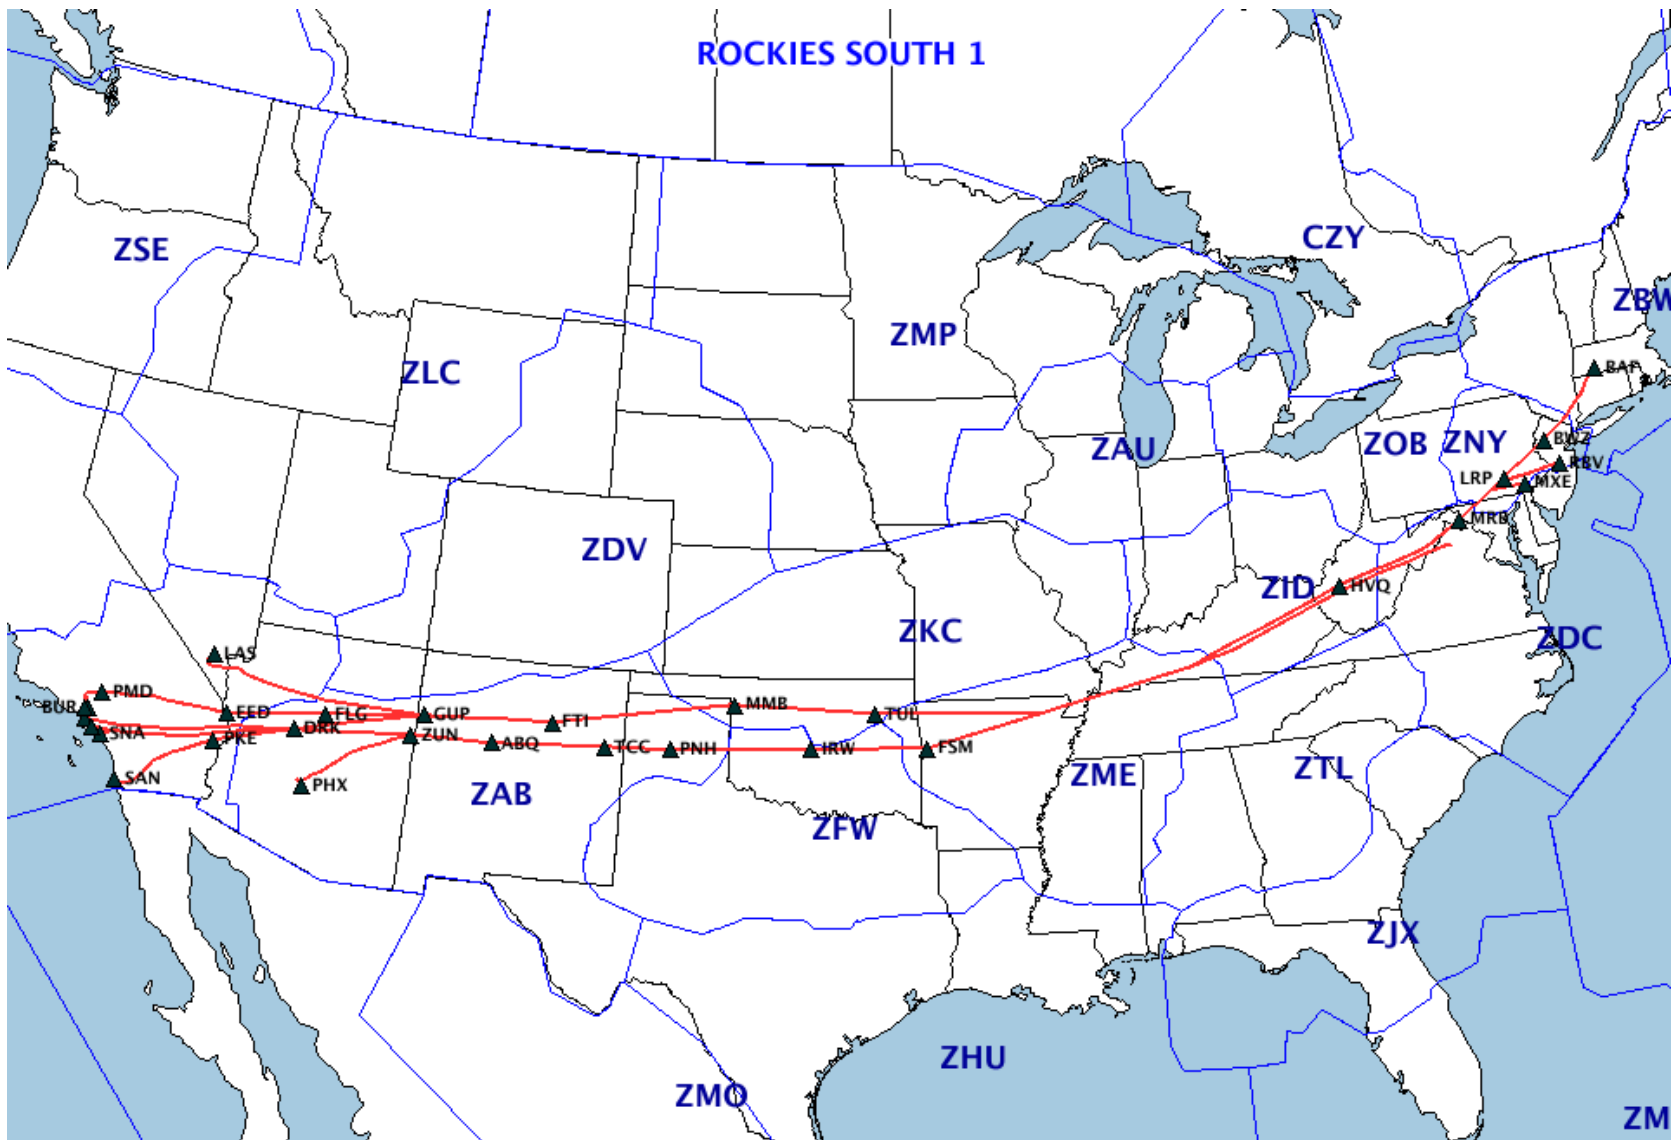 ROCKIES SOUTH 1
CZY
ZSE
ZBW
ZMP
BAF
ZLC
BWZ
ZOB
ZNY
ZAU
RBV
LRP
MXE
MRB
ZDV
ZID
HVQ
ZKC
ZDC
LAS
PMD
BUR
EED
FLG
GUP
MMB
TUL
FTI
DRK
SNA
PKE
ZUN
ABQ
TCC
PNH
IRW
FSM
SAN
PHX
ZAB
ZME
ZTL
ZFW
ZJX
ZHU
ZMO
ZM